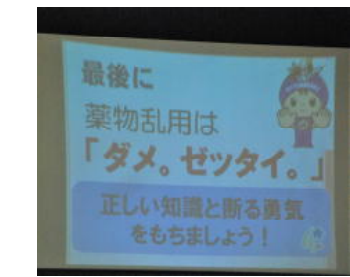 最後に
薬物乱用は
「ダメ。ゼッタイ。」
正しい知識と断る勇気
をもちましょう！